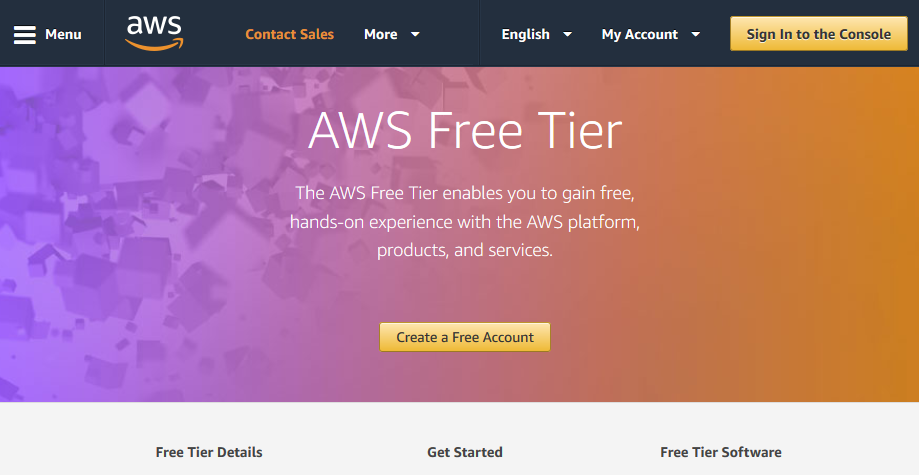 Menu
aws
Contact Sales
More
English
My Account
Sign In to the Console
AWS Free Tier
The AWS Free Tier enables you to gain free,
hands-on experience with the AWS platform,
products, and services.
Create a Free Account
Free Tier Details
Get Started
Free Tier Software